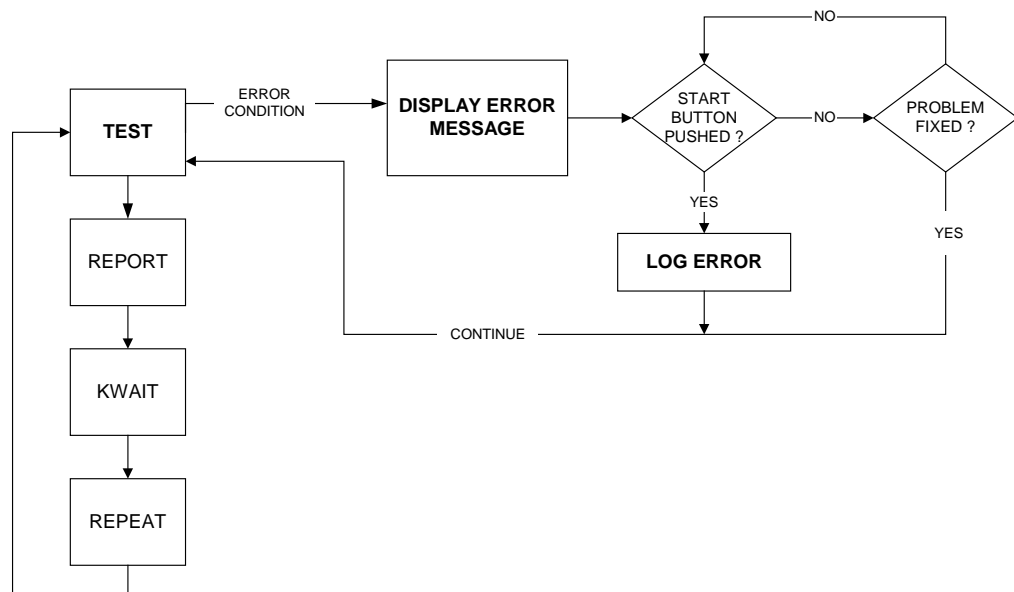 NO
ERROR
CONDITION
DISPLAY ERROR
MESSAGE
START
BUTTON
PUSHED ?
NO
PROBLEM
FIXED ?
TEST
YES
YES
REPORT
LOG ERROR
CONTINUE
KWAIT
REPEAT